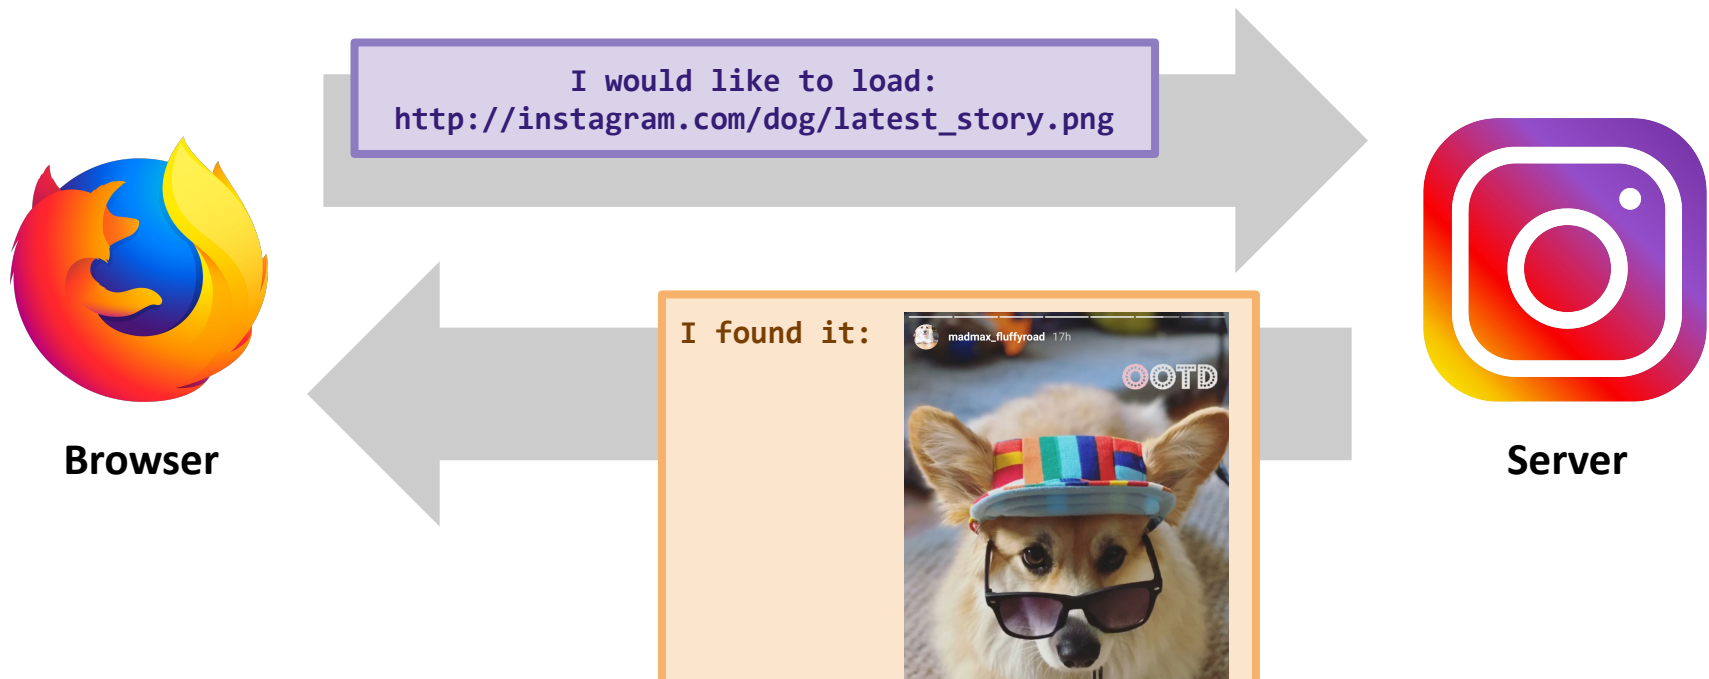 I would like to load:
http://instagram.com/dog/latest_story.png
I found it:
madmax_fluffyroad 17h
OOTD
Browser
Server